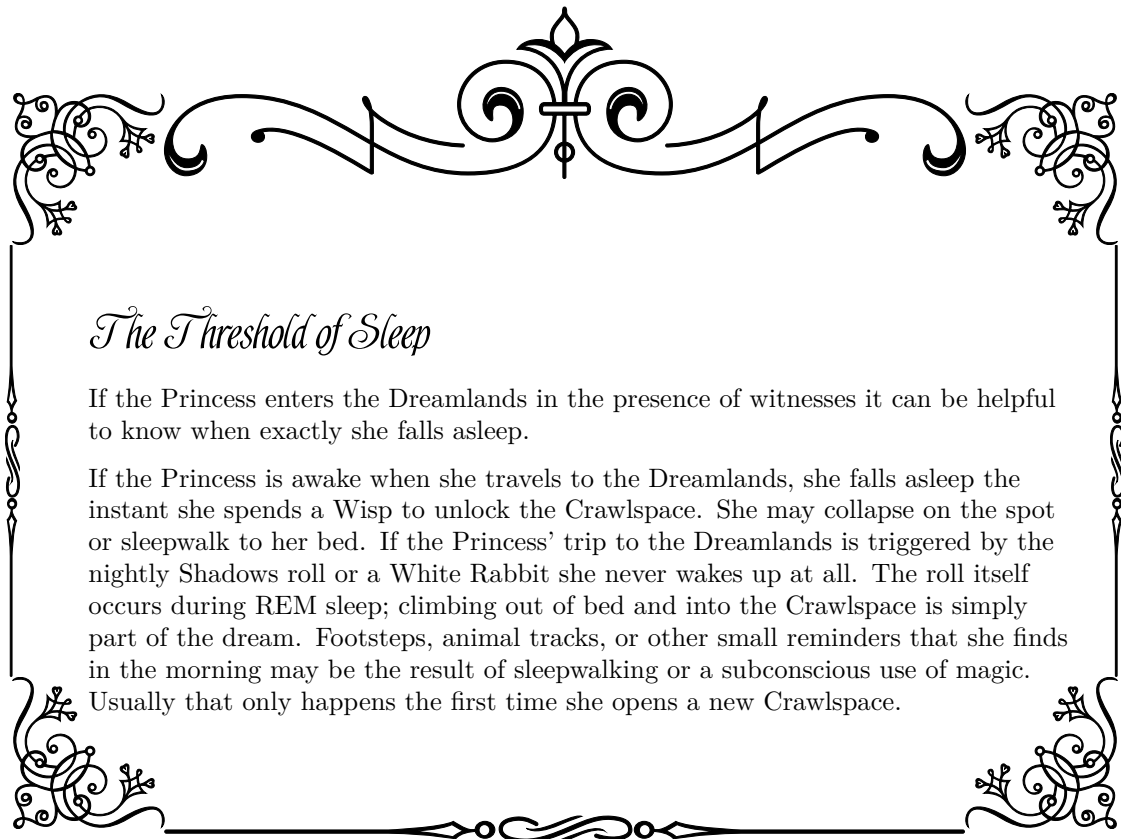 The Threshold of Sleep
If the Princess enters the Dreamlands in the presence of witnesses it can be helpful
to know when exactly she falls asleep.
If the Princess is awake when she travels to the Dreamlands, she falls asleep the
instant she spends a Wisp to unlock the Crawlspace. She may collapse on the spot
or sleepwalk to her bed. If the Princess’ trip to the Dreamlands is triggered by the
nightly Shadows roll or a White Rabbit she never wakes up at all. The roll itself
occurs during REM sleep; climbing out of bed and into the Crawlspace is simply
part of the dream. Footsteps, animal tracks, or other small reminders that she finds
in the morning may be the result of sleepwalking or a subconscious use of magic.
Usually that only happens the first time she opens a new Crawlspace.